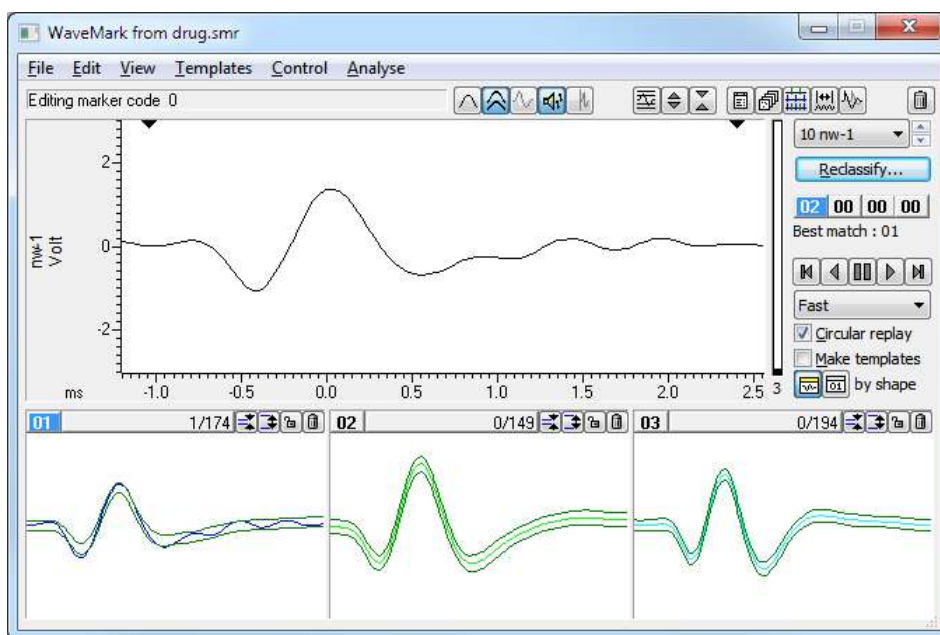 WaveMark from drug.smr
File Edit View Templates Control Analyse
Editing marker code 0
10 nw-1
Reclassify...
02 00 00 00
Best match : 01
Fast
Circular replay
Make templates
01 by shape
nw-1
Volt
2
0
-2
ms -1.0 -0.5 0.0 0.5 1.0 1.5 2.0 2.5 3
01 1/174 02 0/149 03 0/194